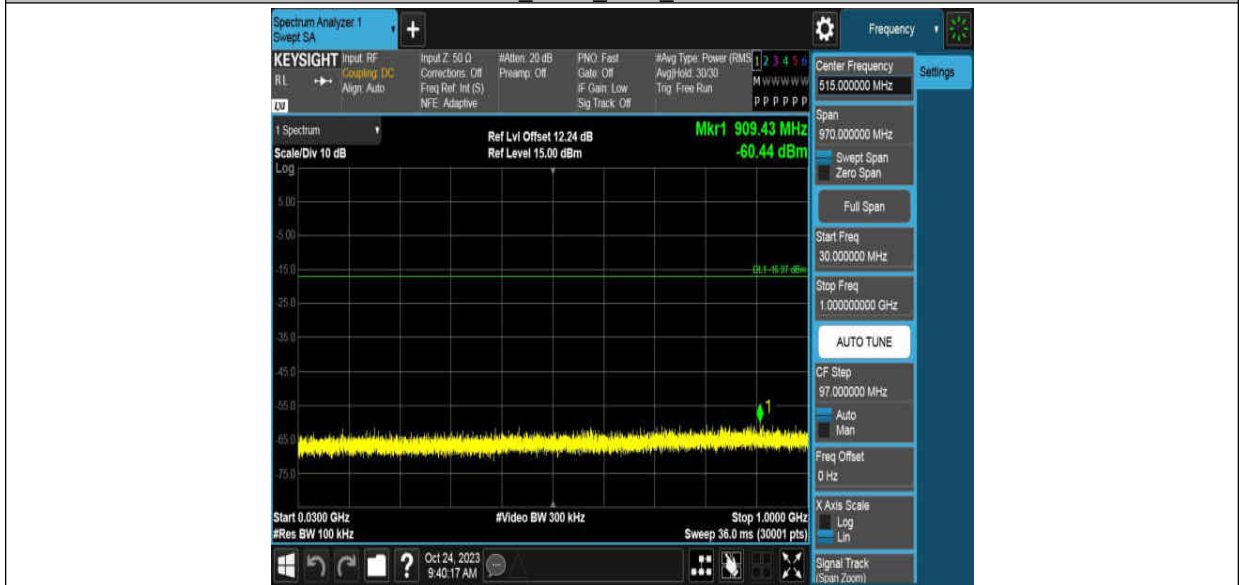 Spectrum Analyzer 1
Swept SA
+
Frequency
KEYSIGHT
RL
LXI
Input: RF
Coupling: DC
Align: Auto
Input Z: 50 Ω
Corrections: Off
Freq Ref: Int (S)
NFE: Adaptive
#Atten: 20 dB
Preamp: Off
PNO: Fast
Gate: Off
IF Gain: Low
Sig Track: Off
#Avg Type: Power (RMS
Avg|Hold: 30/30
Trig: Free Run
1 2 3 4 5 6
M W W W W W
P P P P P P
Center Frequency
515.000000 MHz
Settings
Span
970.000000 MHz
Swept Span
Zero Span
Full Span
Start Freq
30.000000 MHz
Stop Freq
1.000000000 GHz
AUTO TUNE
CF Step
97.000000 MHz
Auto
Man
Freq Offset
0 Hz
X Axis Scale
Log
Lin
Signal Track
(Span Zoom)
1 Spectrum
Scale/Div 10 dB
Ref Lvl Offset 12.24 dB
Ref Level 15.00 dBm
Mkr1 909.43 MHz
-60.44 dBm
Log
5.00
-5.00
-15.0
DL1 -16.97 dBm
-25.0
-35.0
-45.0
-55.0
1
-65.0
-75.0
Start 0.0300 GHz
#Video BW 300 kHz
Stop 1.0000 GHz
#Res BW 100 kHz
Sweep 36.0 ms (30001 pts)
?
Oct 24, 2023
9:40:17 AM